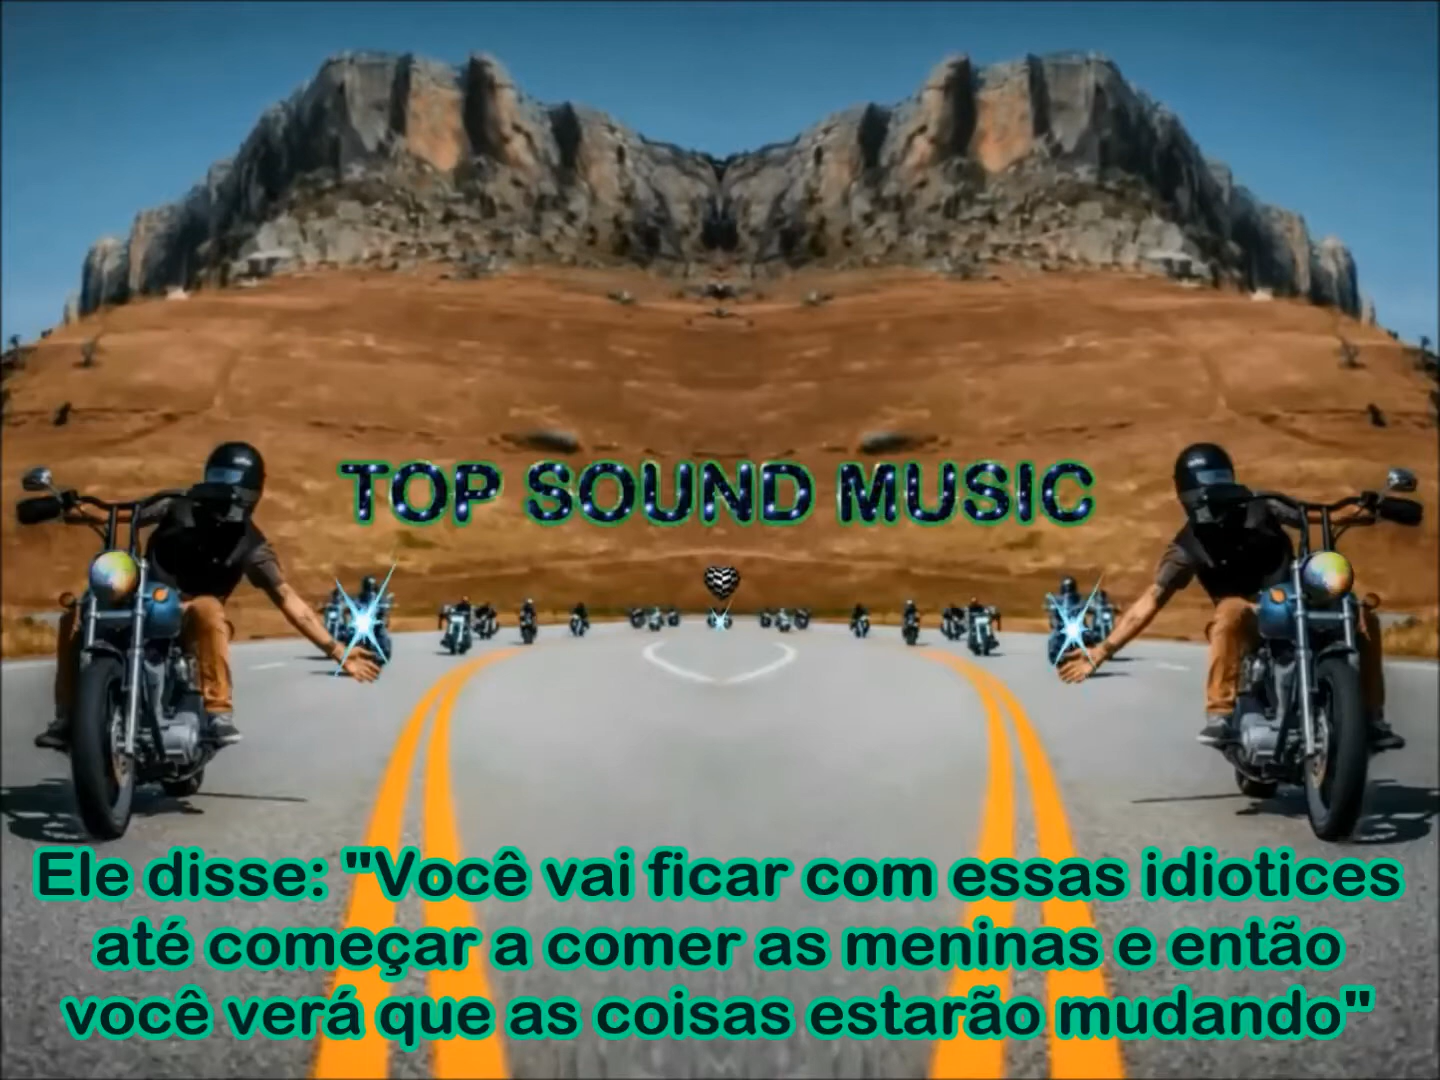 TOP SOUND MUSIC
Ele disse: "Você vai ficar com essas idiotices
até começar a comer as meninas e então
você verá que as coisas estarão mudando"